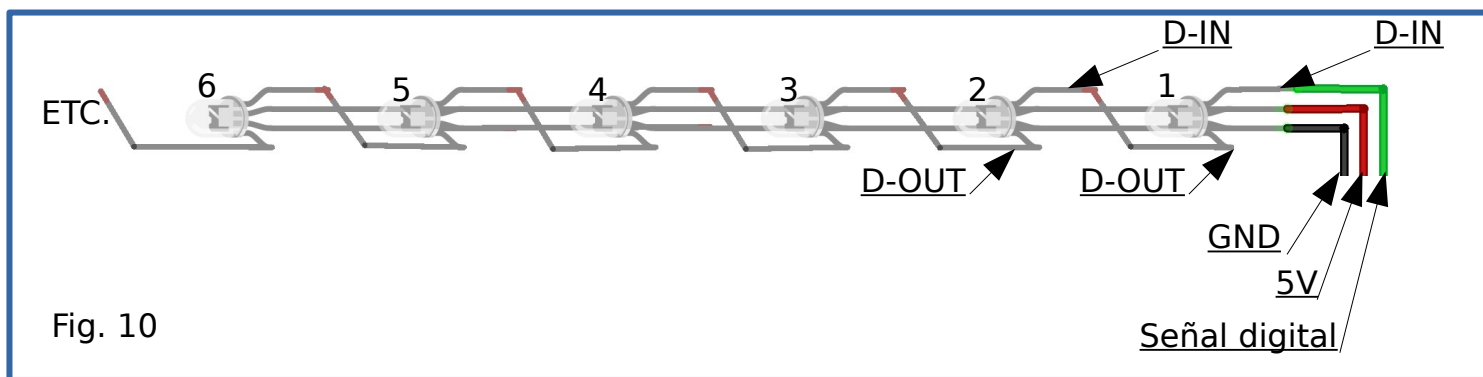 D-IN
D-IN
6
5
4
3
2
1
ETC.
D-OUT
D-OUT
GND
5V
Fig. 10
Señal digital